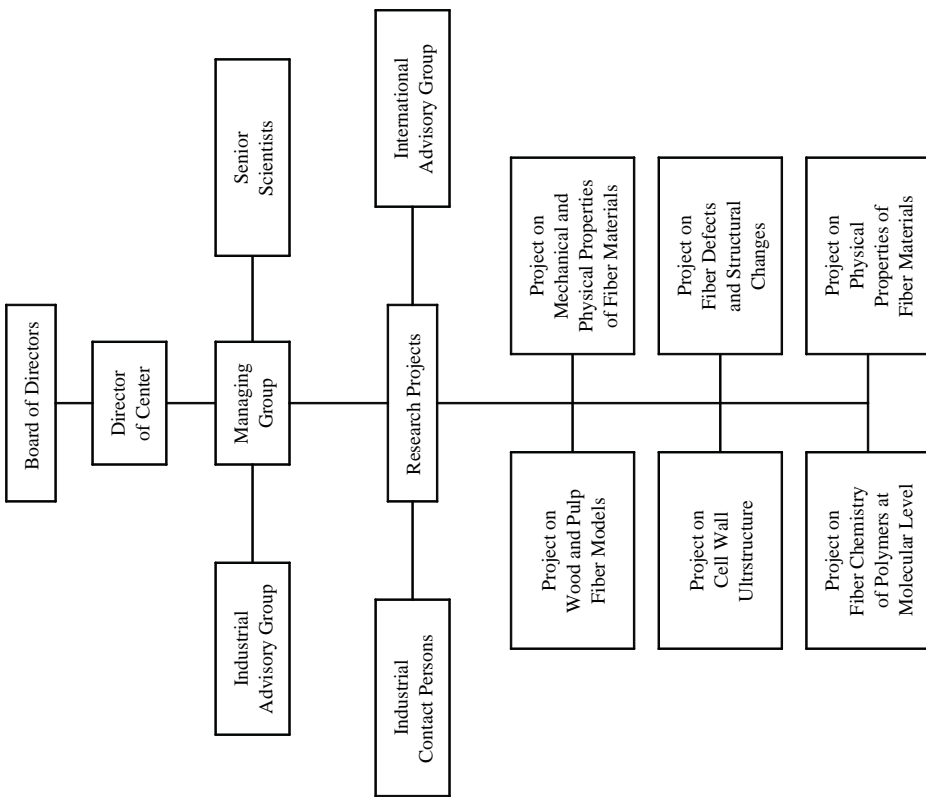 Board of Directors
Director
of Center
Industrial
Advisory Group
Managing
Group
Senior
Scientists
Industrial
Contact Persons
Research Projects
International
Advisory Group
Project on
Wood and Pulp
Fiber Models
Project on
Mechanical and
Physical Properties
of Fiber Materials
Project on
Cell Wall
Ultrstructure
Project on
Fiber Defects
and Structural
Changes
Project on
Fiber Chemistry
of Polymers at
Molecular Level
Project on
Physical
Properties of
Fiber Materials